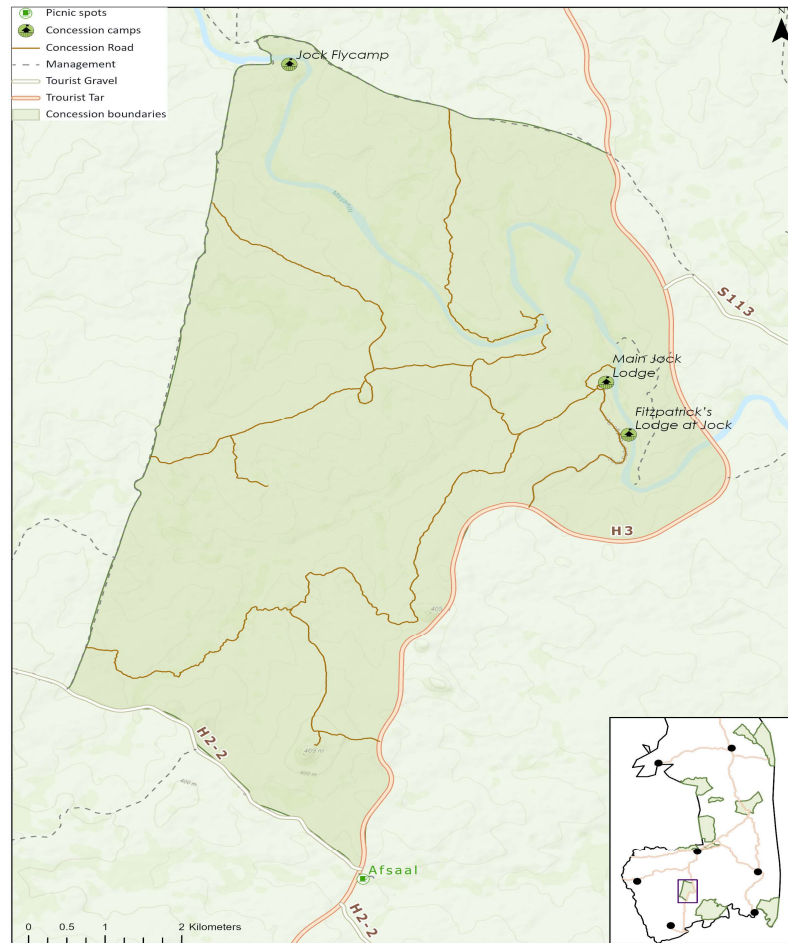 Picnic spots
Concession camps
Concession Road
Management
Tourist Gravel
Trourist Tar
Concession boundaries
N
Jock Flycamp
S113
Main Jock
Lodge
Fitzpatrick's
Lodge at Jock
H3
H2-2
Afsaal
H2-2
0 0.5 1 2 Kilometers